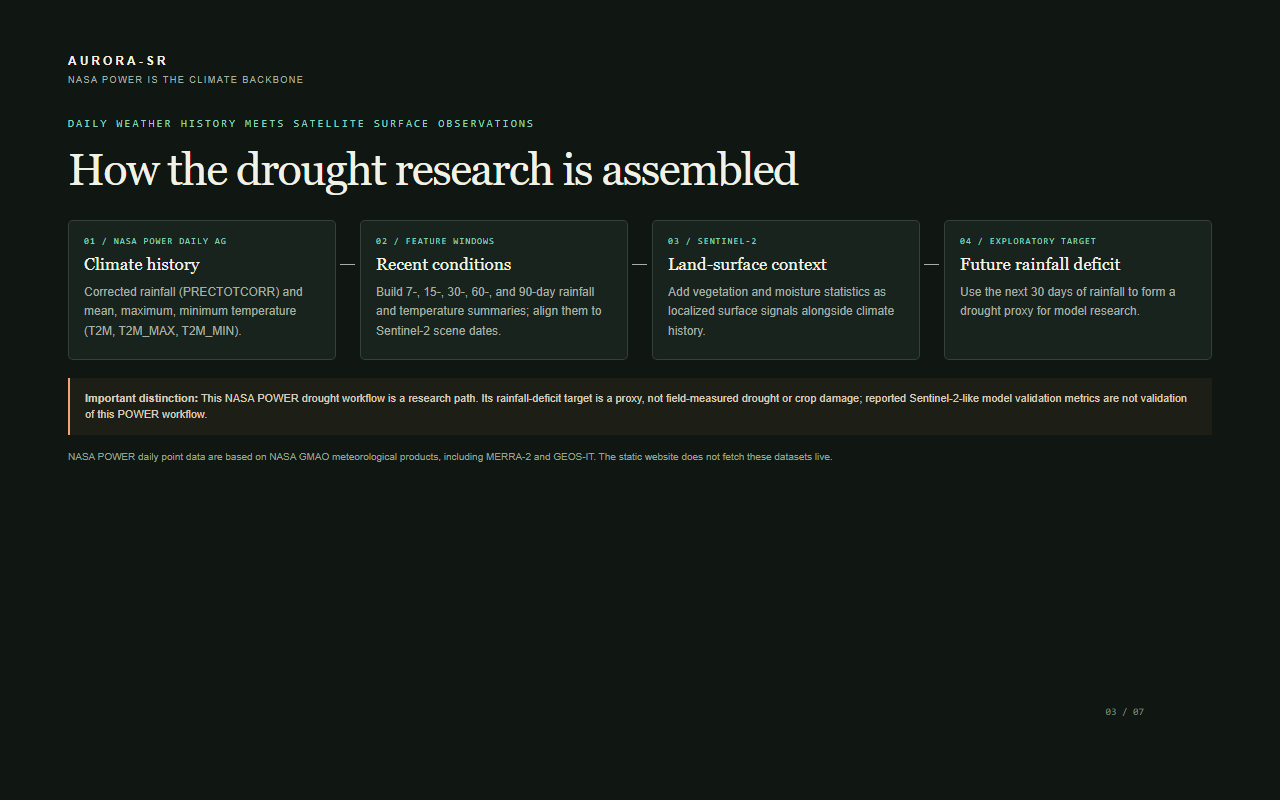 AURORA-SR
NASA POWER IS THE CLIMATE BACKBONE
DAILY WEATHER HISTORY MEETS SATELLITE SURFACE OBSERVATIONS
How the drought research is assembled
01 / NASA POWER DAILY AG
Climate history
Corrected rainfall (PRECTOTCORR) and
mean, maximum, minimum temperature
(T2M, T2M_MAX, T2M_MIN).
02 / FEATURE WINDOWS
Recent conditions
Build 7-, 15-, 30-, 60-, and 90-day rainfall
and temperature summaries; align them to
Sentinel-2 scene dates.
03 / SENTINEL-2
Land-surface context
Add vegetation and moisture statistics as
localized surface signals alongside climate
history.
04 / EXPLORATORY TARGET
Future rainfall deficit
Use the next 30 days of rainfall to form a
drought proxy for model research.
Important distinction: This NASA POWER drought workflow is a research path. Its rainfall-deficit target is a proxy, not field-measured drought or crop damage; reported Sentinel-2-like model validation metrics are not validation
of this POWER workflow.
NASA POWER daily point data are based on NASA GMAO meteorological products, including MERRA-2 and GEOS-IT. The static website does not fetch these datasets live.
03 / 07